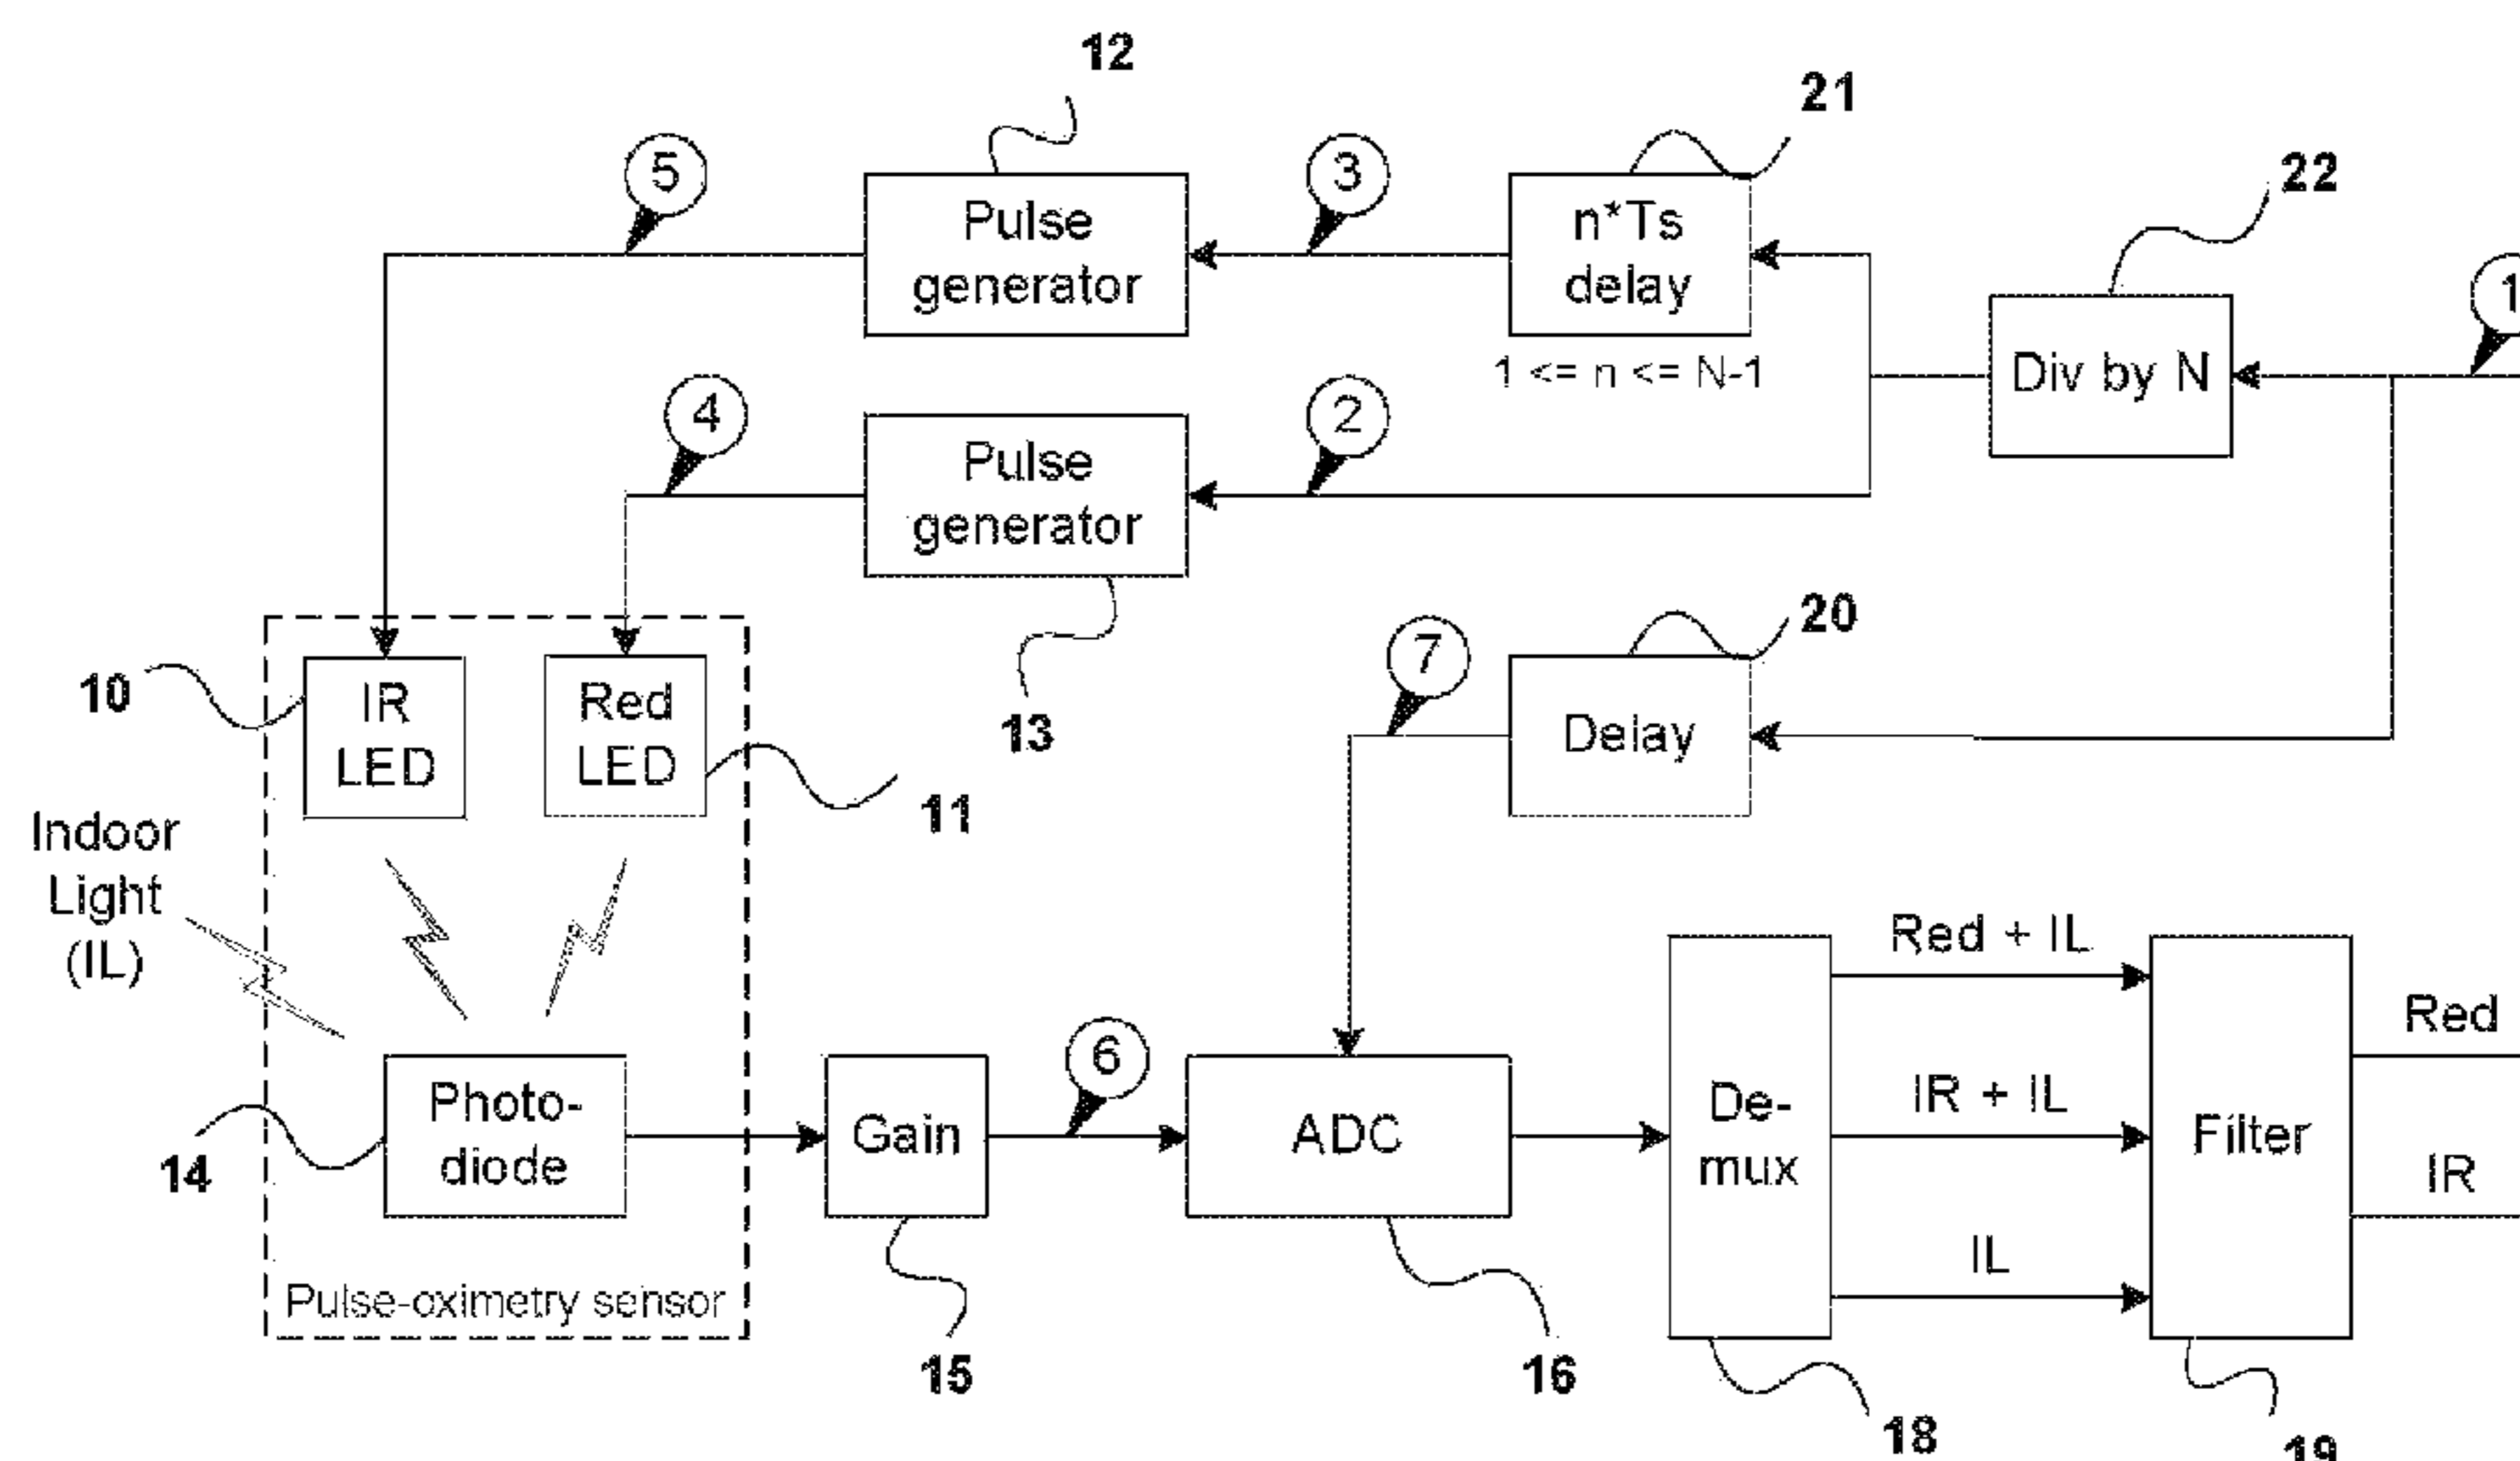 12
21
22
5
Pulse
generator
3
n*Ts
delay
1 <= n <= N-1
Div by N
1
4
Pulse
generator
2
13
20
7
Delay
10
IR
LED
Red
LED
11
Indoor
Light
(IL)
14
Photo-
diode
Pulse-oximetry sensor
Gain
15
6
ADC
16
De-
mux
18
Red + IL
IR + IL
IL
Filter
19
Red
IR